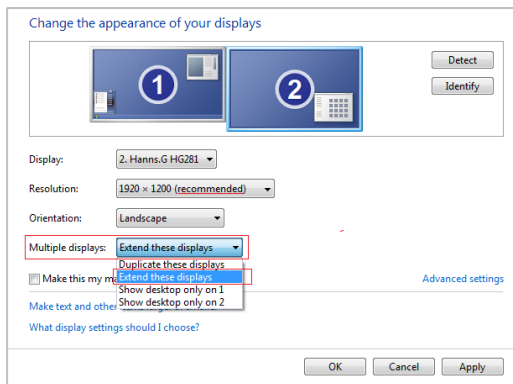 Change the appearance of your displays
1
2
Detect
Identify
Display:
2. Hanns.G HG281
Resolution:
1920 × 1200 (recommended)
Orientation:
Landscape
Multiple displays:
Extend these displays
Duplicate these displays
Make this my
Extend these displays
Advanced settings
Show desktop only on 1
Make text and other
Show desktop only on 2
What display settings should I choose?
OK
Cancel
Apply